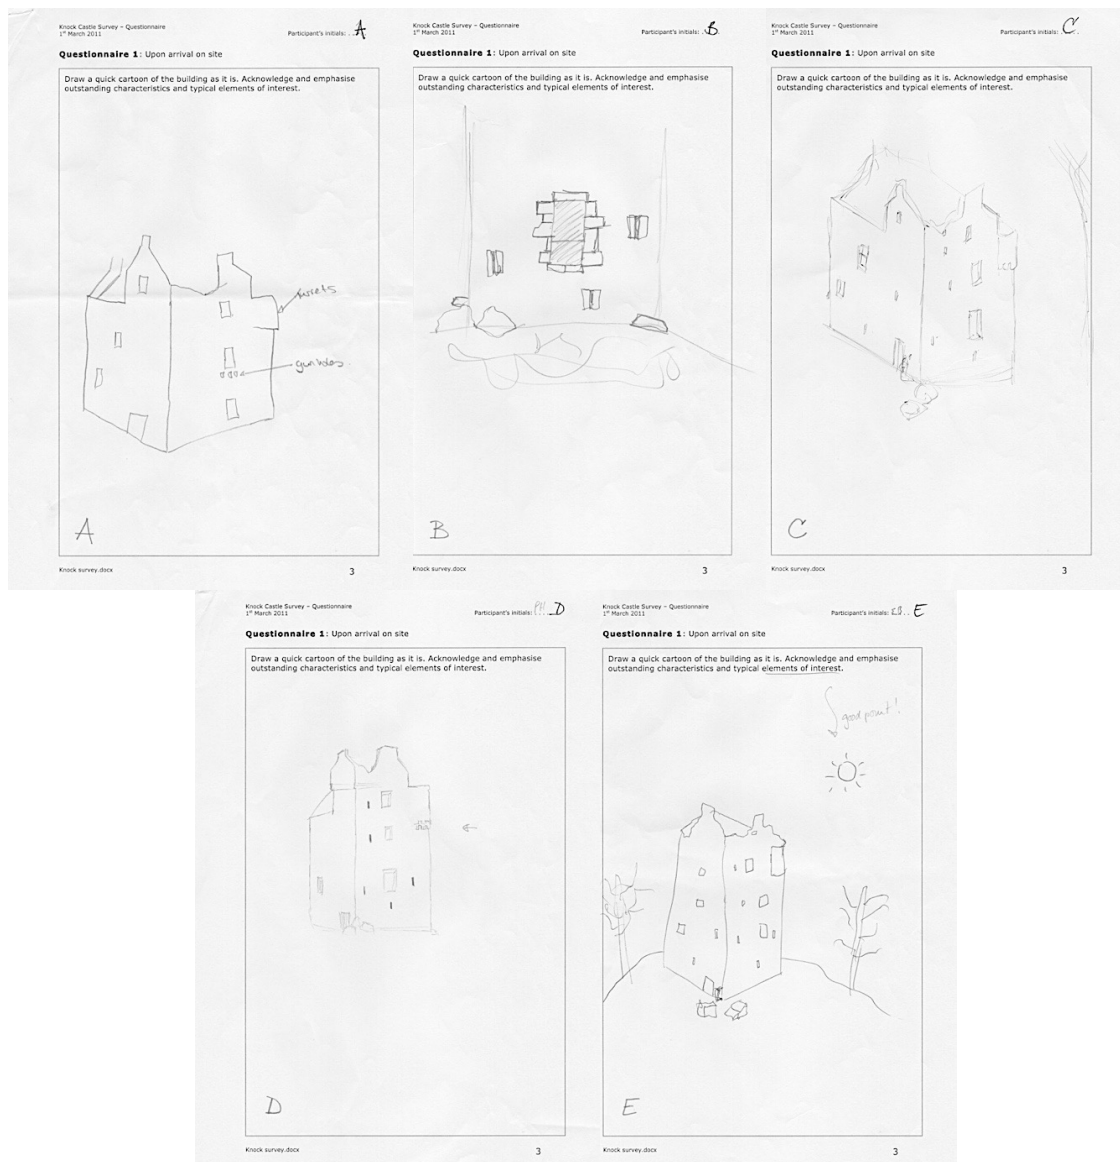 Knock Castle Survey – Questionnaire
1st March 2011
Participant's initials: A
Questionnaire 1: Upon arrival on site
Draw a quick cartoon of the building as it is. Acknowledge and emphasise
outstanding characteristics and typical elements of interest.
turrets
gunholes
A
Knock survey.docx
3
Knock Castle Survey – Questionnaire
1st March 2011
Participant's initials: B
Questionnaire 1: Upon arrival on site
Draw a quick cartoon of the building as it is. Acknowledge and emphasise
outstanding characteristics and typical elements of interest.
B
Knock survey.docx
3
Knock Castle Survey – Questionnaire
1st March 2011
Participant's initials: C
Questionnaire 1: Upon arrival on site
Draw a quick cartoon of the building as it is. Acknowledge and emphasise
outstanding characteristics and typical elements of interest.
C
Knock survey.docx
3
Knock Castle Survey – Questionnaire
1st March 2011
Participant's initials: D
Questionnaire 1: Upon arrival on site
Draw a quick cartoon of the building as it is. Acknowledge and emphasise
outstanding characteristics and typical elements of interest.
D
Knock survey.docx
3
Knock Castle Survey – Questionnaire
1st March 2011
Participant's initials: E
Questionnaire 1: Upon arrival on site
Draw a quick cartoon of the building as it is. Acknowledge and emphasise
outstanding characteristics and typical elements of interest.
good point!
E
Knock survey.docx
3